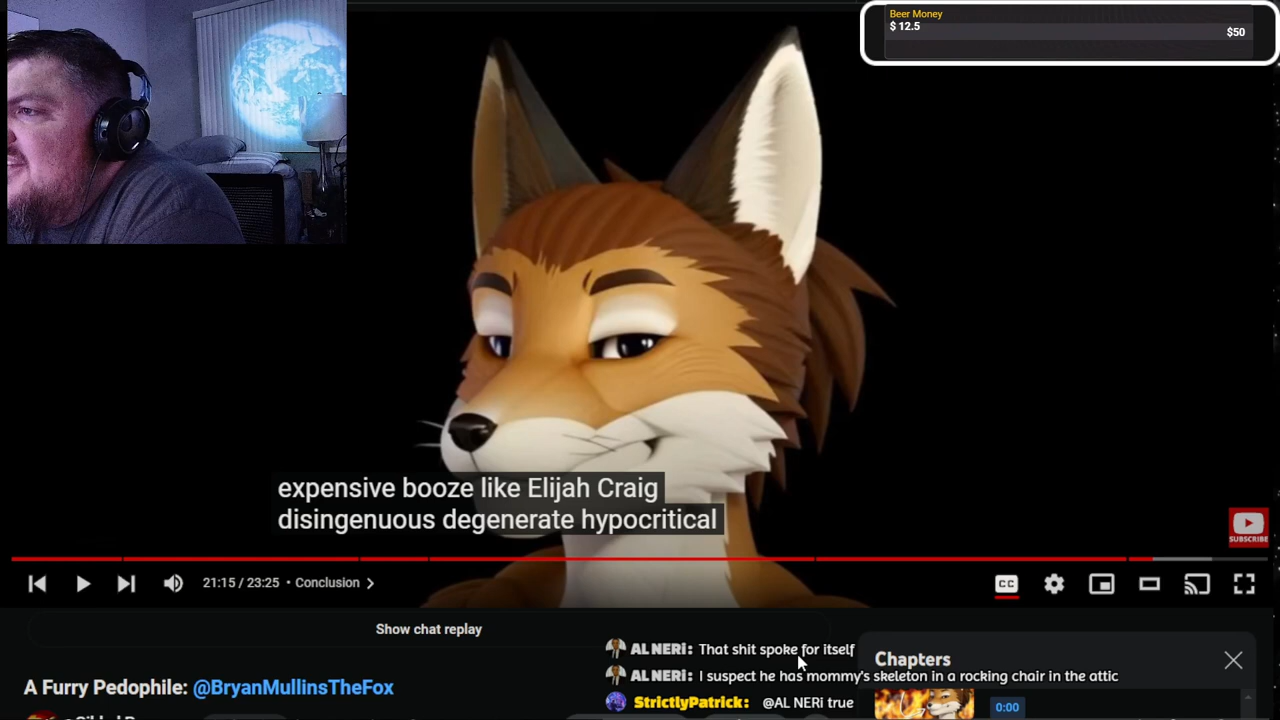 Beer Money
$ 12.5
$50
expensive booze like Elijah Craig
disingenuous degenerate hypocritical
SUBSCRIBE
21:15 / 23:25 • Conclusion
CC
Show chat replay
AL NERi: That shit spoke for itself
AL NERi: I suspect he has mommy's skeleton in a rocking chair in the attic
StrictlyPatrick: @AL NERi true
Chapters
0:00
A Furry Pedophile: @BryanMullinsTheFox